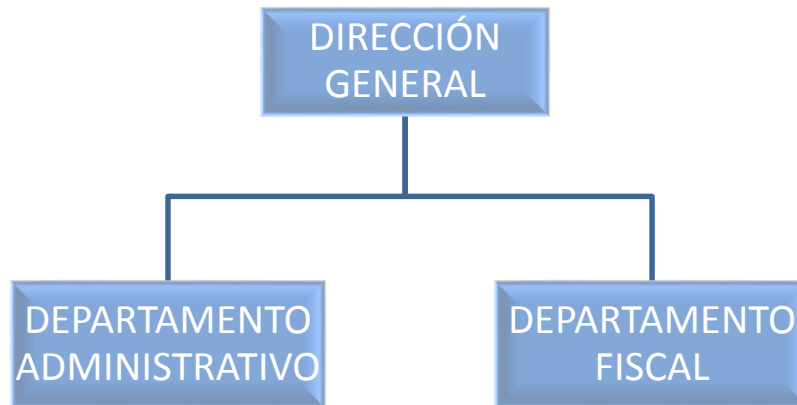 DIRECCIÓN
GENERAL
DEPARTAMENTO
ADMINISTRATIVO
DEPARTAMENTO
FISCAL